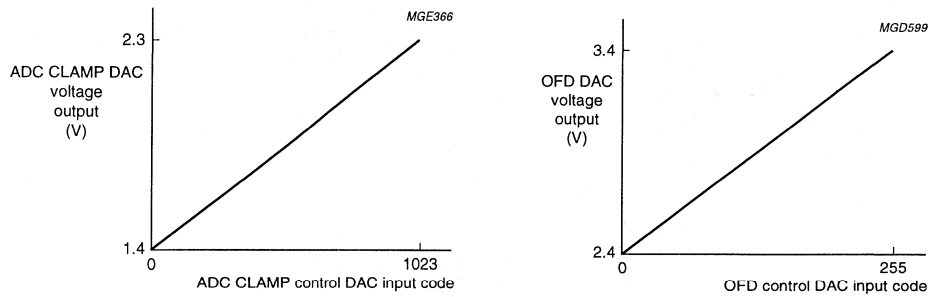 MGE366
2.3
ADC CLAMP DAC
voltage
output
(V)
1.4
0
1023
ADC CLAMP control DAC input code
MGD599
3.4
OFD DAC
voltage
output
(V)
2.4
0
255
OFD control DAC input code